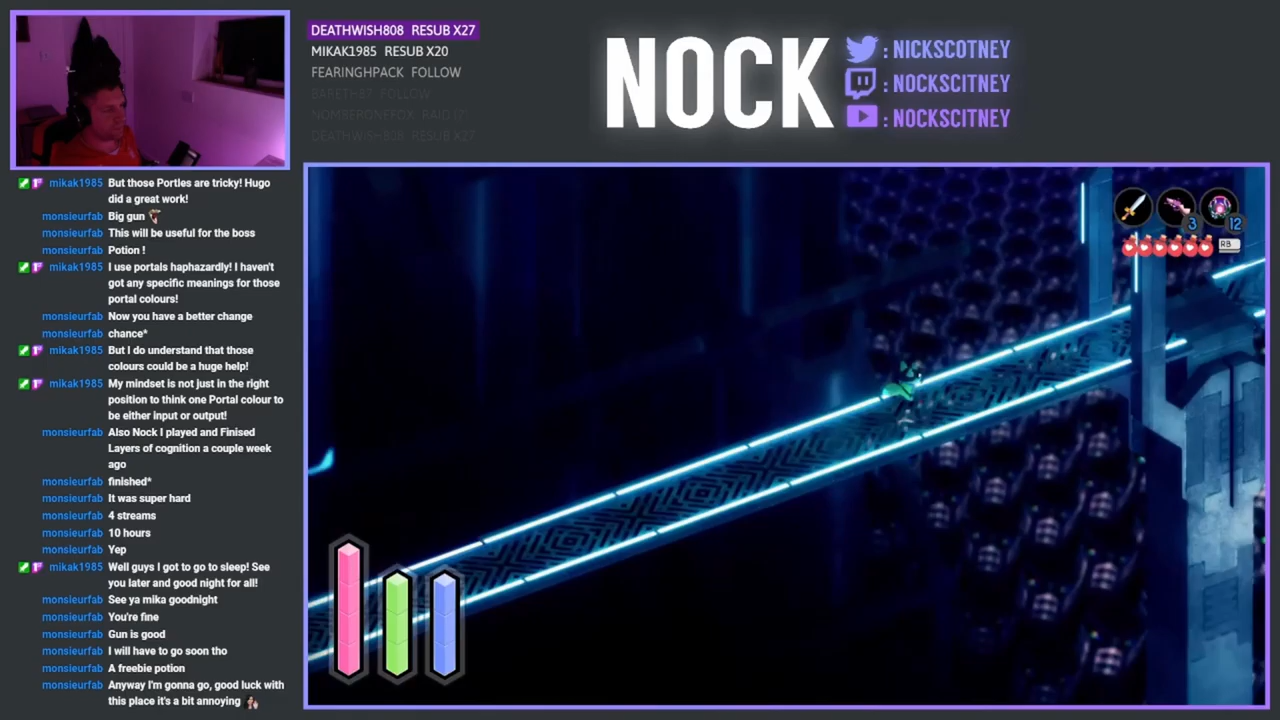 DEATHWISH808 RESUB X27
MIKAK1985 RESUB X20
FEARINGHPACK FOLLOW
GARETH87 FOLLOW
NOMBERONEFOX RAID
DEATHWISH808 RESUB X27
NOCK
: NICKSCOTNEY
: NOCKSCITNEY
: NOCKSCITNEY
mikak1985 But those Portles are tricky! Hugo
did a great work!
monsieurfab Big gun
monsieurfab This will be useful for the boss
monsieurfab Potion !
mikak1985 I use portals haphazardly! I haven't
got any specific meanings for those
portal colours!
monsieurfab Now you have a better change
monsieurfab chance*
mikak1985 But I do understand that those
colours could be a huge help!
mikak1985 My mindset is not just in the right
position to think one Portal colour to
be either input or output!
monsieurfab Also Nock I played and Finised
Layers of cognition a couple week
ago
monsieurfab finished*
monsieurfab It was super hard
monsieurfab 4 streams
monsieurfab 10 hours
monsieurfab Yep
mikak1985 Well guys I got to go to sleep! See
you later and good night for all!
monsieurfab See ya mika goodnight
monsieurfab You're fine
monsieurfab Gun is good
monsieurfab I will have to go soon tho
monsieurfab A freebie potion
monsieurfab Anyway I'm gonna go, good luck with
this place it's a bit annoying
3
12
RB